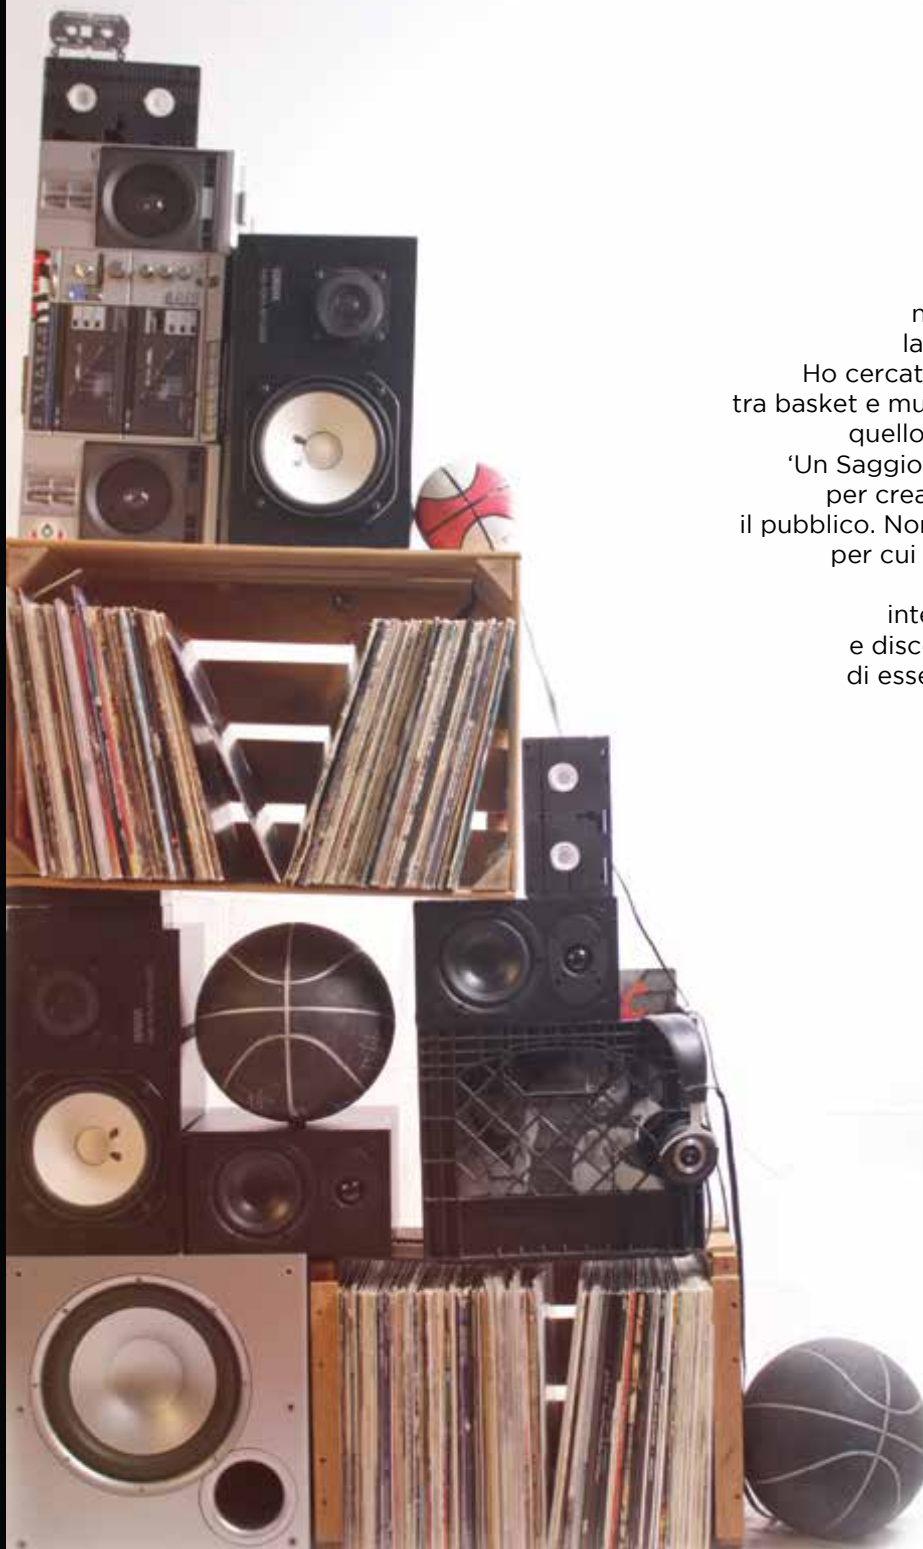 n
la
Ho cercat
tra basket e mu
quello
‘Un Saggio
per crea
il pubblico. Nor
per cui
inte
e disc
di esse